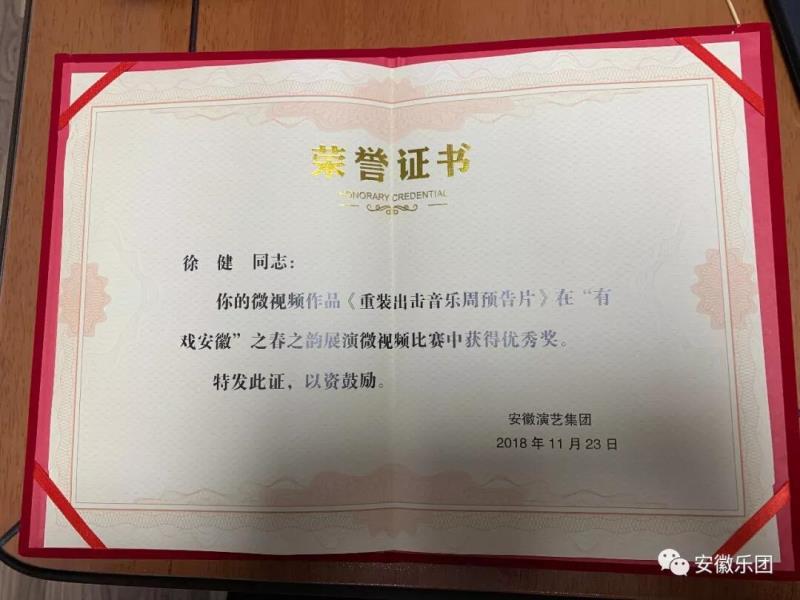 荣誉证书
HONORARY CREDENTIAL
徐 健 同志：
你的微视频作品《重装出击音乐周预告片》在“有
戏安徽”之春之韵展演微视频比赛中获得优秀奖。
特发此证，以资鼓励。
安徽演艺集团
2018 年 11 月 23 日
安徽乐团